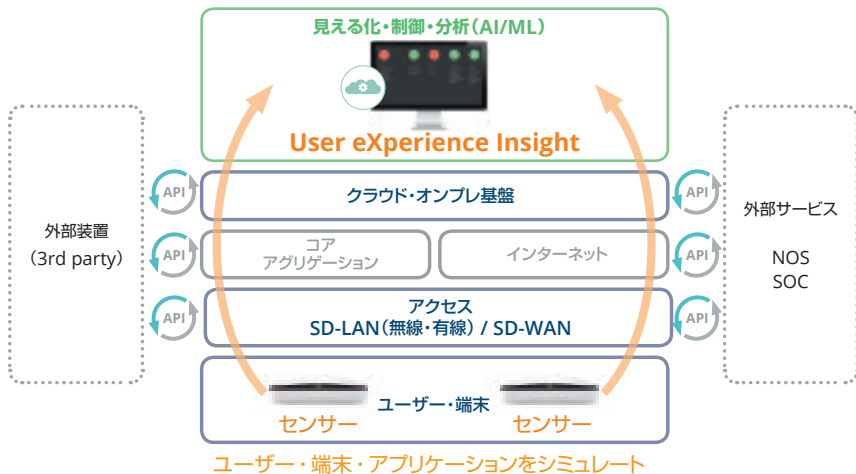 見える化・制御・分析（AI/ML）
User eXperience Insight
API
クラウド・オンプレ基盤
API
外部装置
（3rd party）
API
コア
アグリゲーション
インターネット
API
外部サービス
NOS
SOC
API
アクセス
SD-LAN（無線・有線） / SD-WAN
API
ユーザー・端末
センサー
センサー
ユーザー・端末・アプリケーションをシミュレート